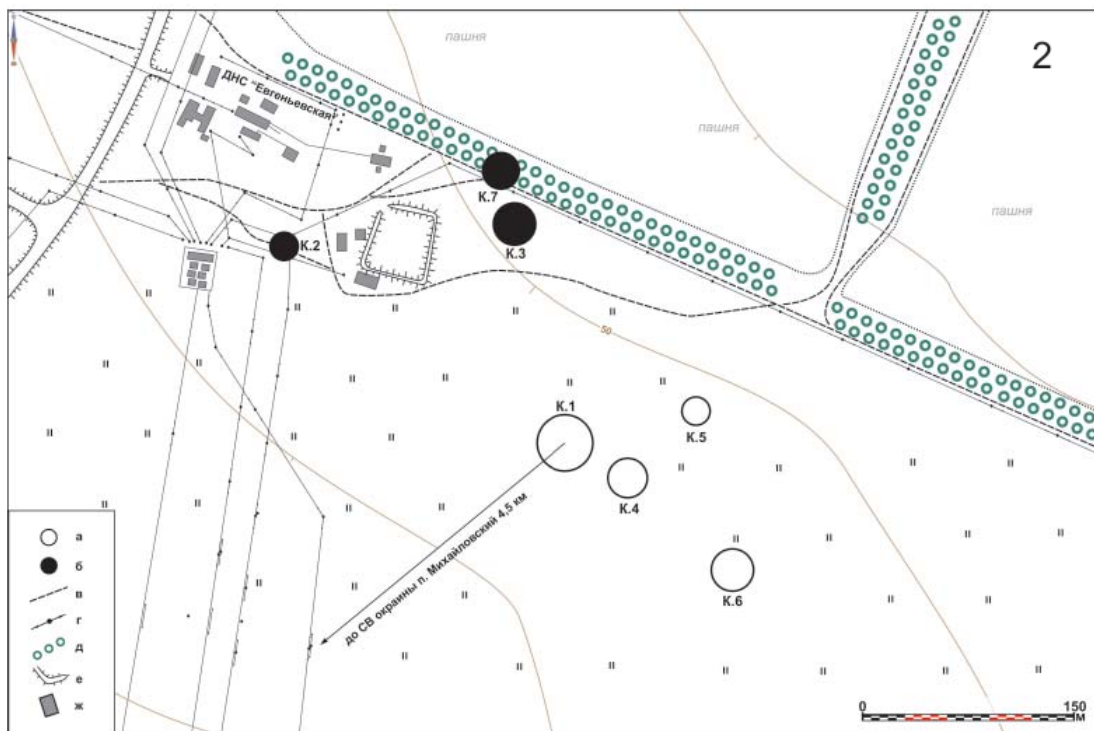 2
пашня
ДНС "Евгеньевская"
пашня
К.7
пашня
К.3
К.2
50
К.1
К.5
К.4
до СВ окраины п. Михайловский 4,5 км
К.6
а
б
в
г
д
е
ж
0 150
М